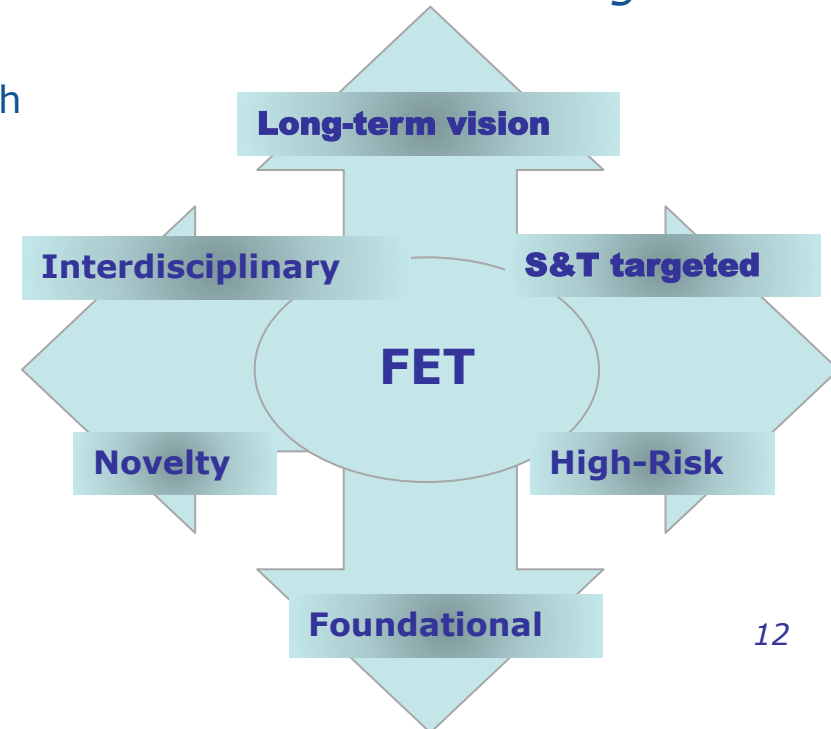 h
Long-term vision
Interdisciplinary
S&T targeted
FET
Novelty
High-Risk
Foundational
12